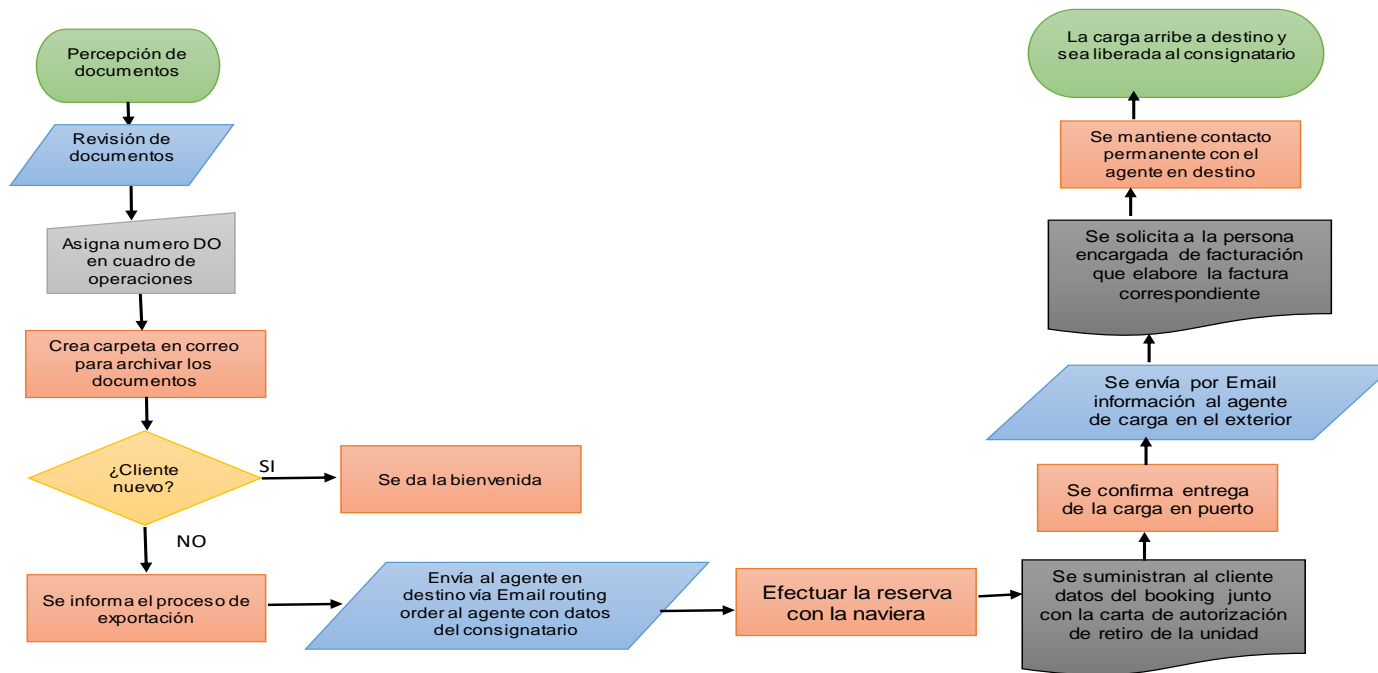 Percepción de
documentos
Revisión de
documentos
Asigna numero DO
en cuadro de
operaciones
Crea carpeta en correo
para archivar los
documentos
¿Cliente
nuevo?
SI
Se da la bienvenida
NO
Se informa el proceso de
exportación
Envía al agente en
destino vía Email routing
order al agente con datos
del consignatario
Efectuar la reserva
con la naviera
Se suministran al cliente
datos del booking junto
con la carta de autorización
de retiro de la unidad
Se confirma entrega
de la carga en puerto
Se envía por Email
información al agente
de carga en el exterior
Se solicita a la persona
encargada de facturación
que elabore la factura
correspondiente
Se mantiene contacto
permanente con el
agente en destino
La carga arribe a destino y
sea liberada al consignatario